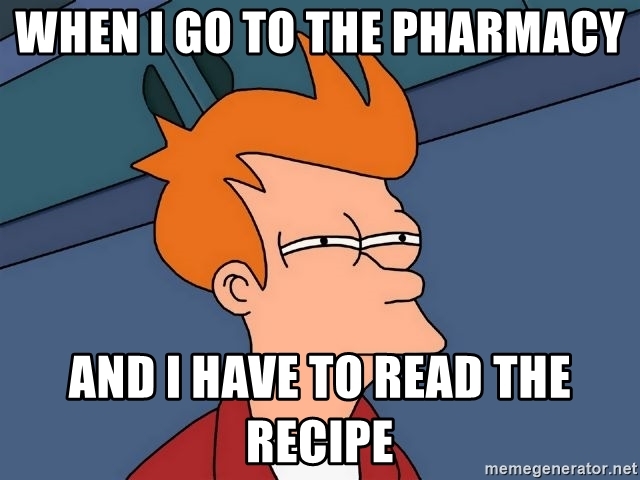 WHEN I GO TO THE PHARMACY
AND I HAVE TO READ THE
RECIPE
memegenerator.net